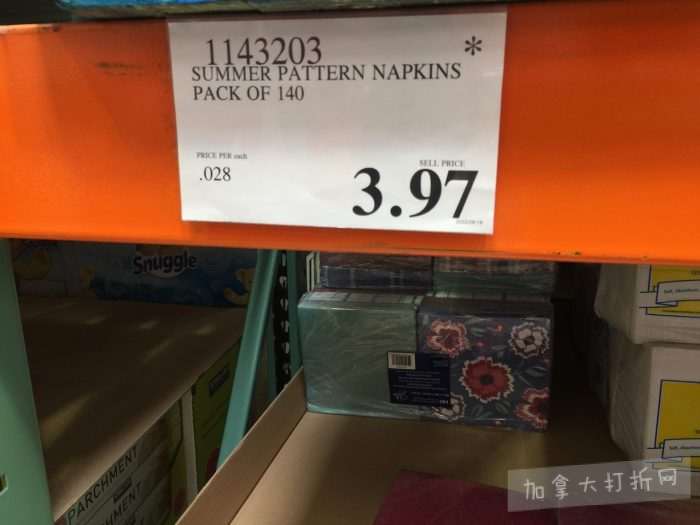 1143203 *
SUMMER PATTERN NAPKINS
PACK OF 140
PRICE PER each
SELL PRICE
.028
3.97
Snuggle
PARCHMENT
加拿大打折网